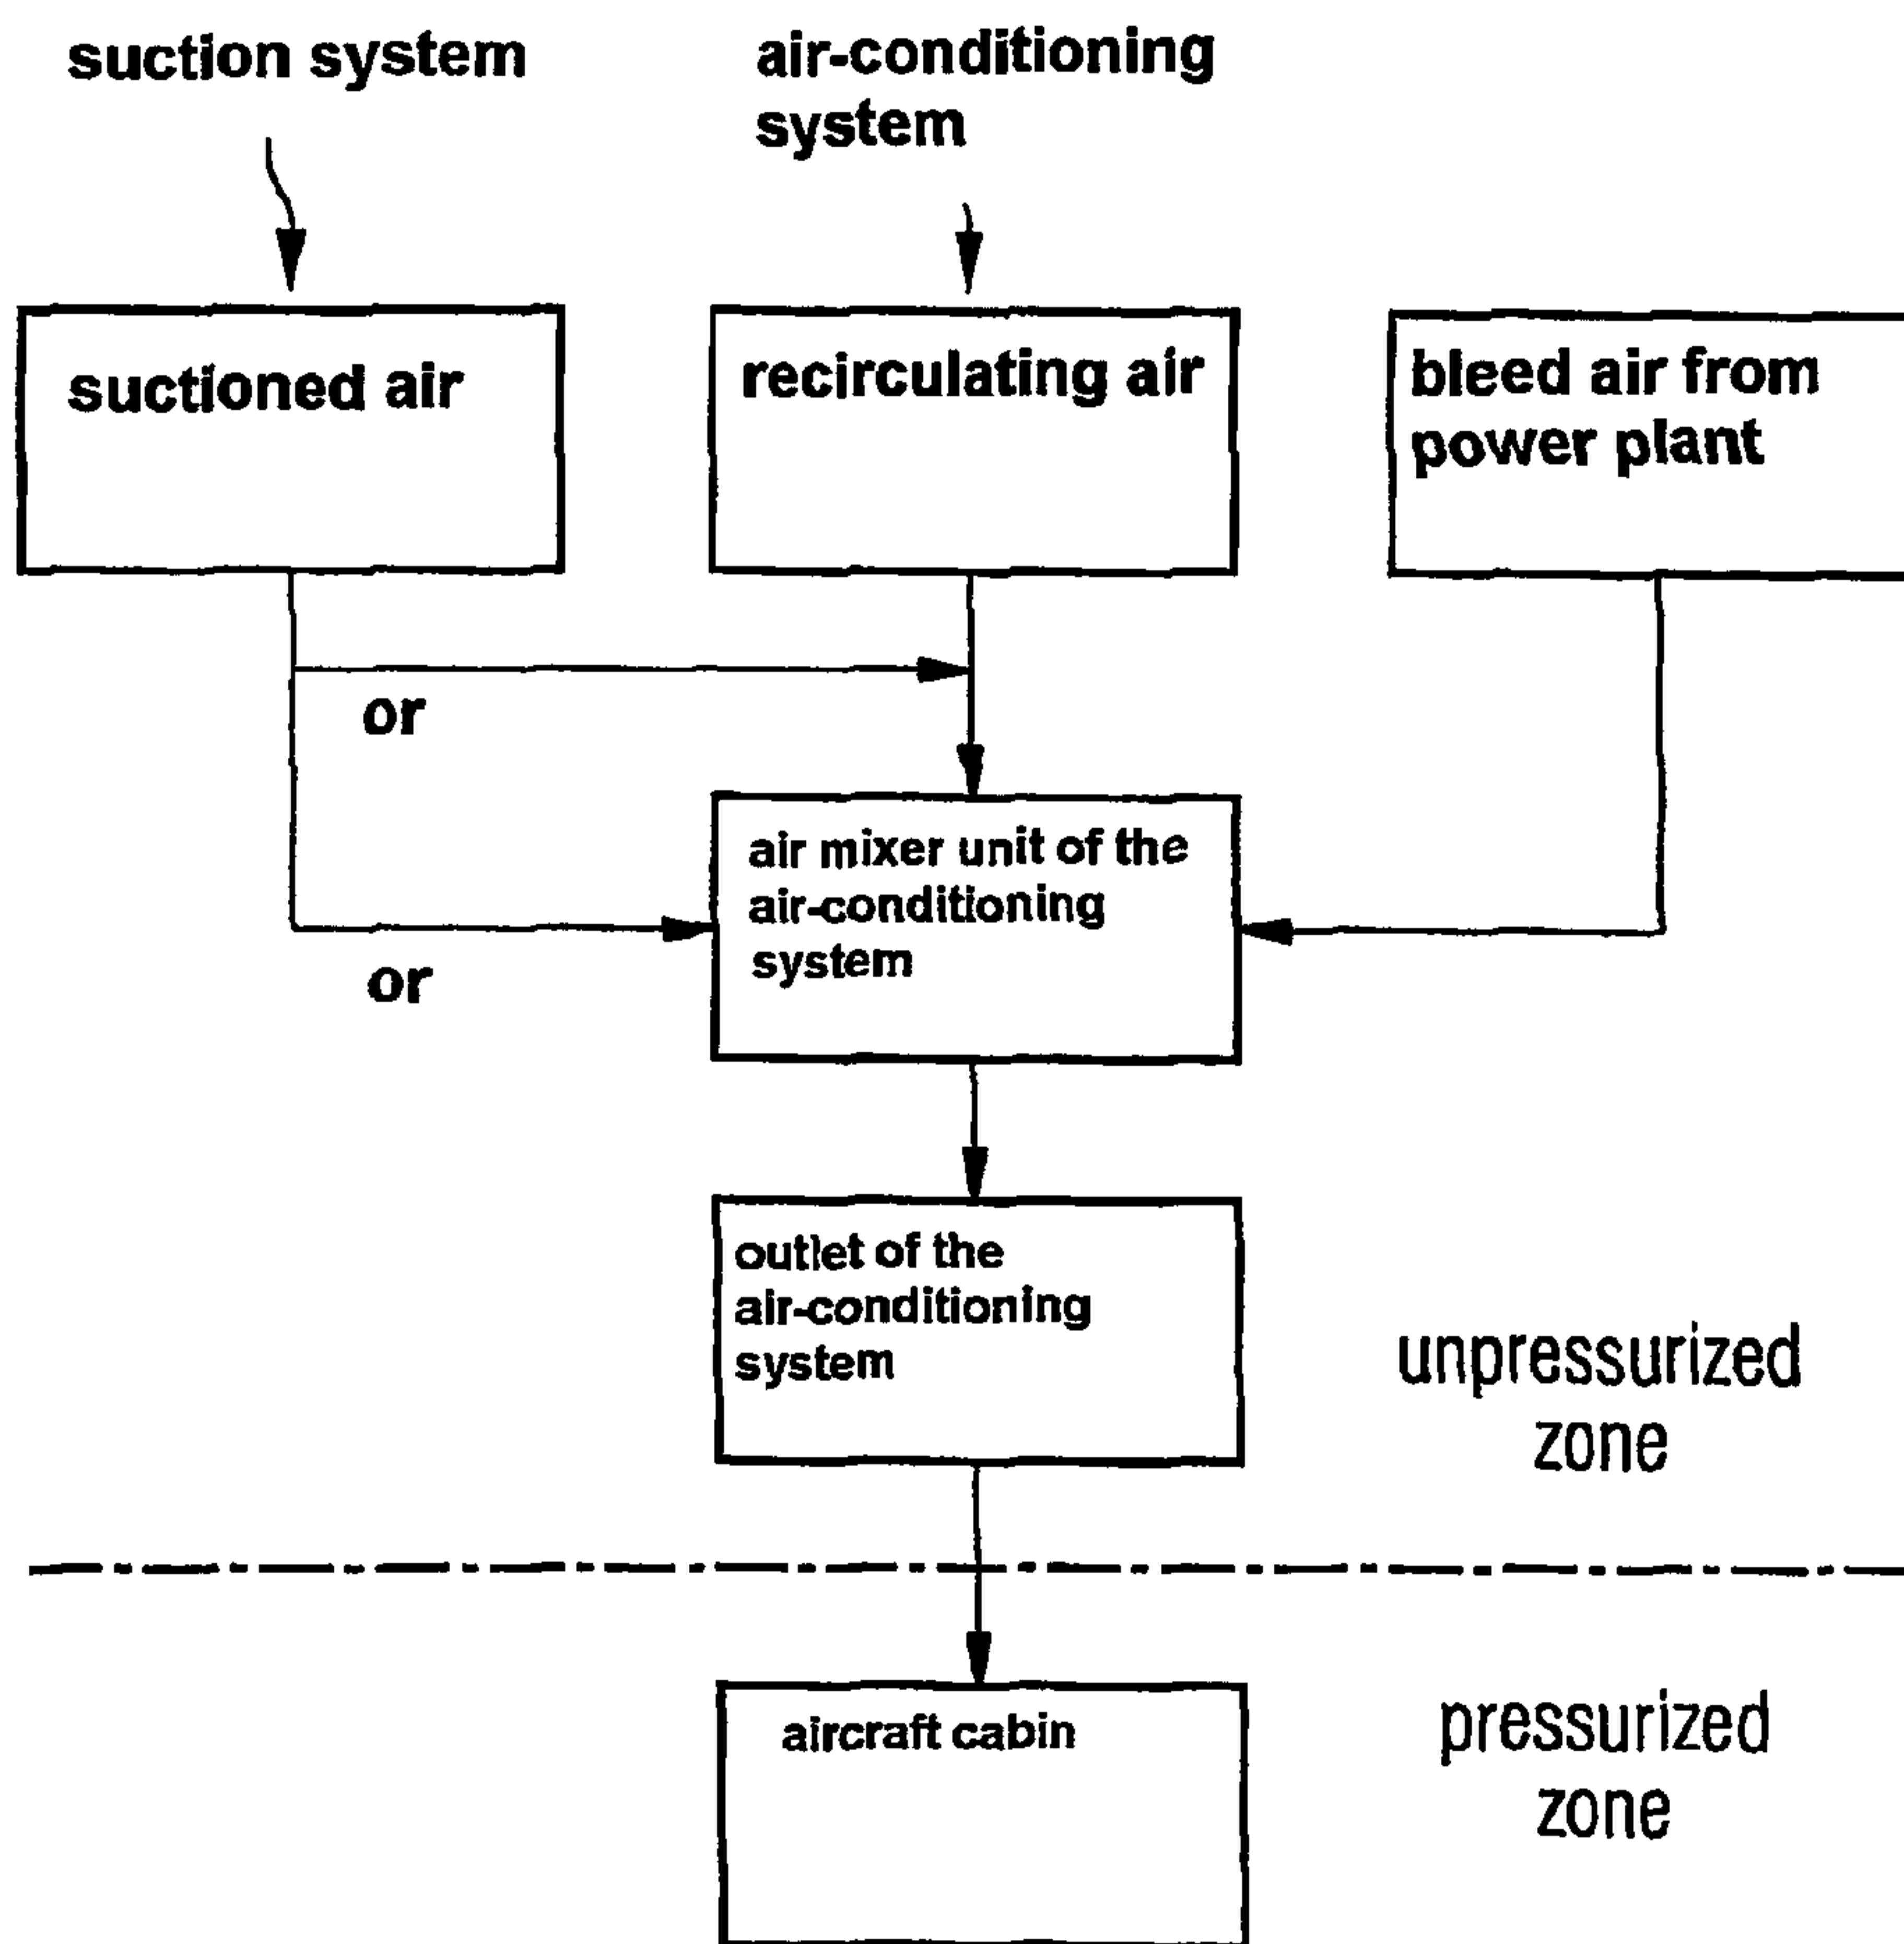 suction system
air-conditioning
system
suctioned air
recirculating air
bleed air from
power plant
or
air mixer unit of the
air-conditioning
system
or
outlet of the
air-conditioning
system
unpressurized
zone
aircraft cabin
pressurized
zone